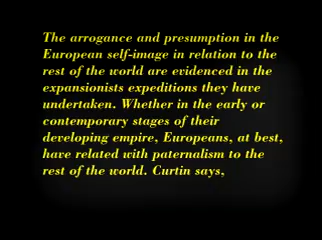 The arrogance and presumption in the
European self-image in relation to the
rest of the world are evidenced in the
expansionists expeditions they have
undertaken. Whether in the early or
contemporary stages of their
developing empire, Europeans, at best,
have related with paternalism to the
rest of the world. Curtin says,